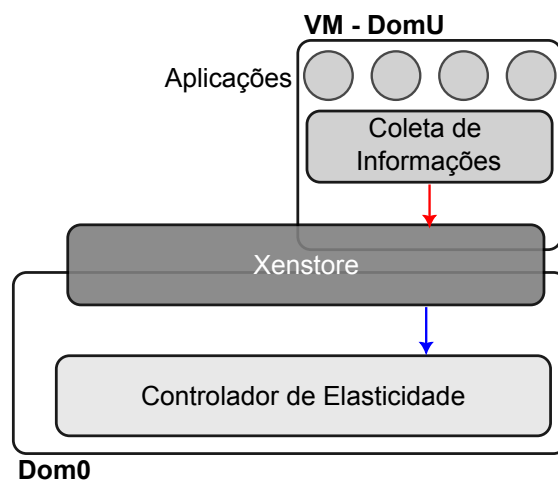 VM - DomU
Aplicações
Coleta de
Informações
Xenstore
Controlador de Elasticidade
Dom0